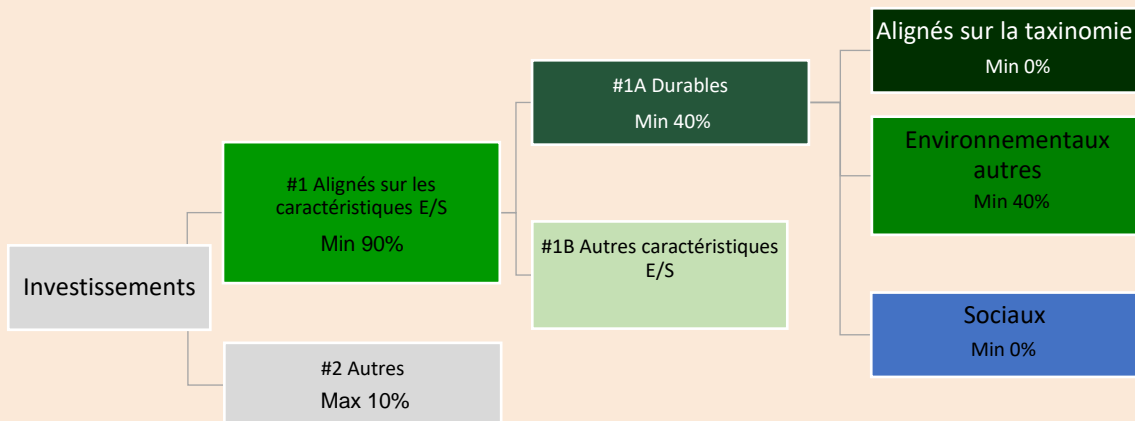 Investissements
#1 Alignés sur les
caractéristiques E/S
Min 90%
#2 Autres
Max 10%
#1A Durables
Min 40%
#1B Autres caractéristiques
E/S
Alignés sur la taxinomie
Min 0%
Environnementaux
autres
Min 40%
Sociaux
Min 0%